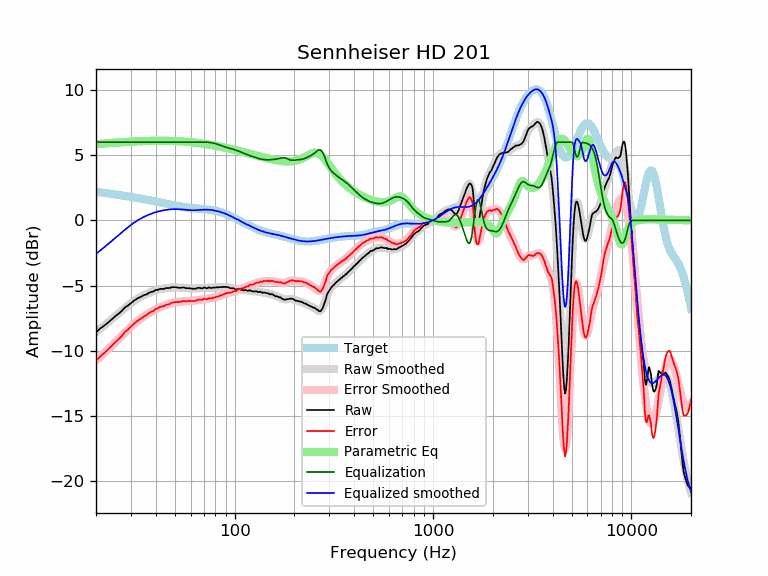 Sennheiser HD 201
Amplitude (dBr)
10
5
0
−5
−10
−15
−20
Target
Raw Smoothed
Error Smoothed
Raw
Error
Parametric Eq
Equalization
Equalized smoothed
100
1000
10000
Frequency (Hz)